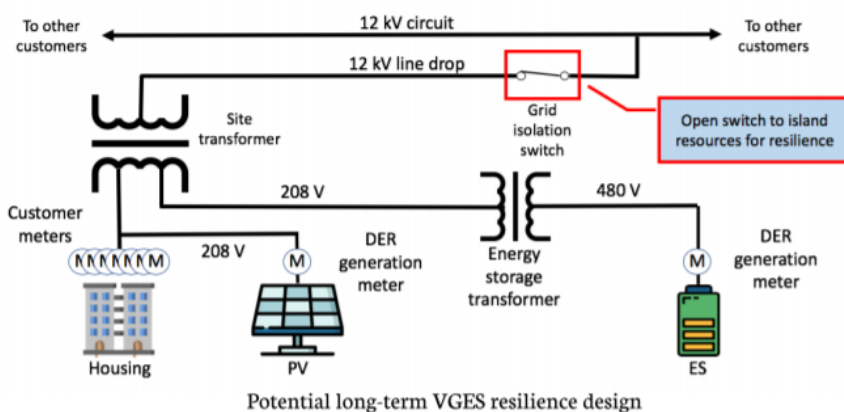 To other
customers
12 kV circuit
To other
customers
12 kV line drop
Site
transformer
Grid
isolation
switch
Open switch to island
resources for resilience
208 V
480 V
Customer
meters
MMMMMMM
208 V
M
DER
generation
meter
Energy
storage
transformer
M
DER
generation
meter
Housing
PV
ES
Potential long-term VGES resilience design